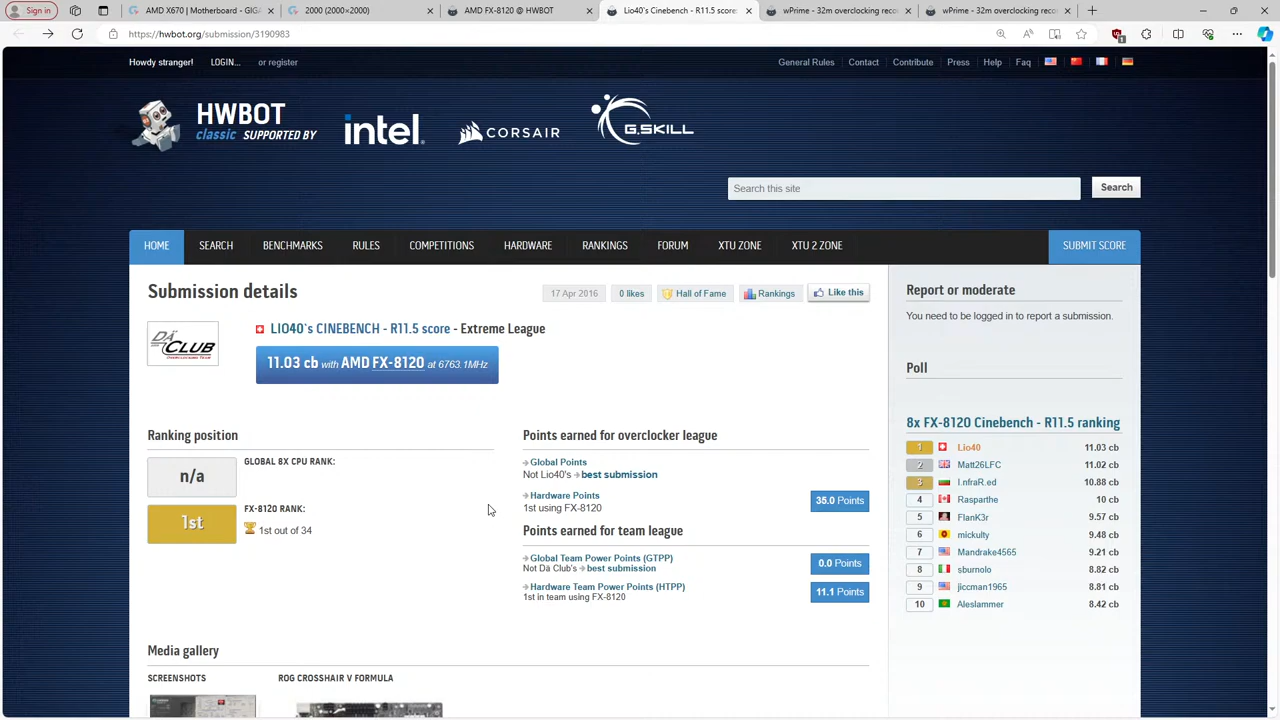 Sign in
AMD X670 | Motherboard - GIGA
2000 (2000×2000)
AMD FX-8120 @ HWBOT
Lio40's Cinebench - R11.5 score
wPrime - 32m overclocking reco
wPrime - 32m overclocking reco
https://hwbot.org/submission/3190983
1
Howdy stranger! LOGIN... or register
General Rules Contact Contribute Press Help Faq
HWBOT
classic SUPPORTED BY
intel.
CORSAIR
G.SKILL
Search this site
Search
HOME SEARCH BENCHMARKS RULES COMPETITIONS HARDWARE RANKINGS FORUM XTU ZONE XTU 2 ZONE SUBMIT SCORE
Submission details
17 Apr 2016 0 likes Hall of Fame Rankings Like this
DÄ CLUB
LIO40`s CINEBENCH - R11.5 score - Extreme League
11.03 cb with AMD FX-8120 at 6763.1MHz
Ranking position
n/a
GLOBAL 8X CPU RANK:
1st
FX-8120 RANK:
1st out of 34
Points earned for overclocker league
Global Points
Not Lio40's best submission
Hardware Points
1st using FX-8120
35.0 Points
Points earned for team league
Global Team Power Points (GTPP)
Not Dä Club's best submission
0.0 Points
Hardware Team Power Points (HTPP)
1st in team using FX-8120
11.1 Points
Media gallery
SCREENSHOTS
ROG CROSSHAIR V FORMULA
Report or moderate
You need to be logged in to report a submission.
Poll
8x FX-8120 Cinebench - R11.5 ranking
1 Lio40 11.03 cb
2 Matt26LFC 11.02 cb
3 I.nfraR.ed 10.88 cb
4 Rasparthe 10 cb
5 FlanK3r 9.57 cb
6 mickulty 9.48 cb
7 Mandrake4565 9.21 cb
8 sburnolo 8.82 cb
9 jiccman1965 8.81 cb
10 Aleslammer 8.42 cb